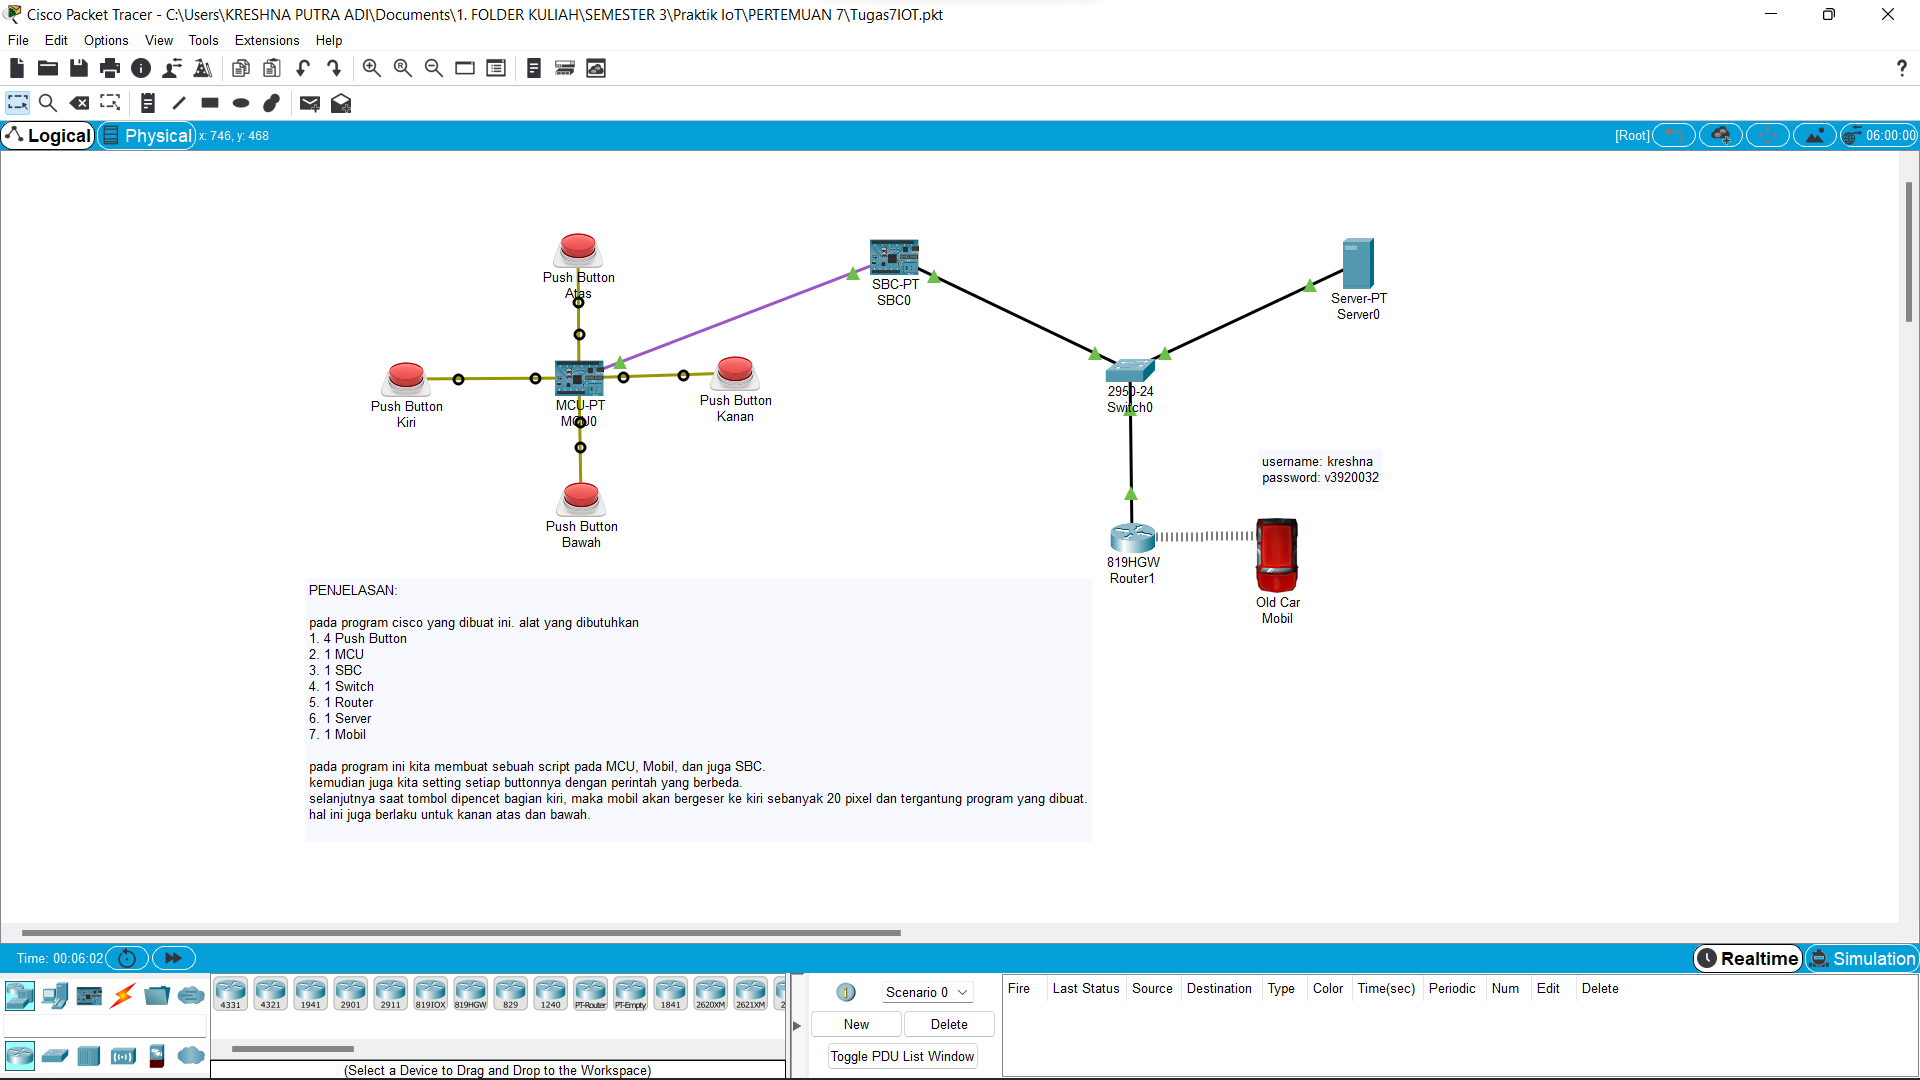 Cisco Packet Tracer - C:\Users\KRESHNA PUTRA ADI\Documents\1. FOLDER KULIAH\SEMESTER 3\Praktik IoT\PERTEMUAN 7\Tugas7IOT.pkt
File Edit Options View Tools Extensions Help
Logical Physical x: 746, y: 468 [Root] 06:00:00
Push Button
Atas
SBC-PT
SBC0
Server-PT
Server0
Push Button
Kiri
MCU-PT
MCU0
Push Button
Kanan
2950-24
Switch0
username: kreshna
password: v3920032
Push Button
Bawah
819HGW
Router1
Old Car
Mobil
PENJELASAN:
pada program cisco yang dibuat ini. alat yang dibutuhkan
1. 4 Push Button
2. 1 MCU
3. 1 SBC
4. 1 Switch
5. 1 Router
6. 1 Server
7. 1 Mobil
pada program ini kita membuat sebuah script pada MCU, Mobil, dan juga SBC.
kemudian juga kita setting setiap buttonnya dengan perintah yang berbeda.
selanjutnya saat tombol dipencet bagian kiri, maka mobil akan bergeser ke kiri sebanyak 20 pixel dan tergantung program yang dibuat.
hal ini juga berlaku untuk kanan atas dan bawah.
Time: 00:06:02 Realtime Simulation
4331 4321 1941 2901 2911 819IOX 819HGW 829 1240 PT-Router PT-Empty 1841 2620XM 2621XM 2
(Select a Device to Drag and Drop to the Workspace)
1 Scenario 0
New Delete
Toggle PDU List Window
Fire Last Status Source Destination Type Color Time(sec) Periodic Num Edit Delete